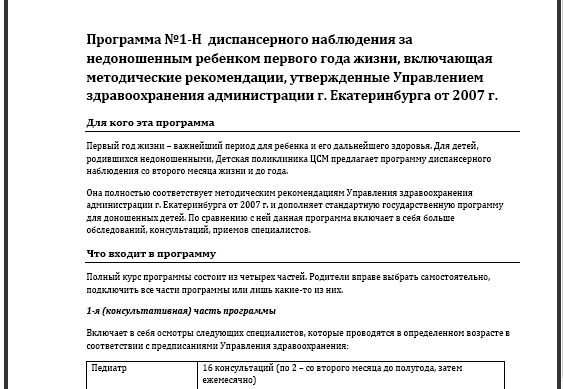 Программа №1-Н диспансерного наблюдения за
недоношенным ребенком первого года жизни, включающая
методические рекомендации, утвержденные Управлением
здравоохранения администрации г. Екатеринбурга от 2007 г.
Для кого эта программа
Первый год жизни – важнейший период для ребенка и его дальнейшего здоровья. Для детей,
родившихся недоношенными, Детская поликлиника ЦСМ предлагает программу диспансерного
наблюдения со второго месяца жизни и до года.
Она полностью соответствует методическим рекомендациям Управления здравоохранения
администрации г. Екатеринбурга от 2007 г. и дополняет стандартную государственную программу
для доношенных детей. По сравнению с ней данная программа включает в себя больше
обследований, консультаций, приемов специалистов.
Что входит в программу
Полный курс программы состоит из четырех частей. Родители вправе выбрать самостоятельно,
подключить все части программы или лишь какие-то из них.
1-я (консультативная) часть программы
Включает в себя осмотры следующих специалистов, которые проводятся в определенном возрасте в
соответствии с предписаниями Управления здравоохранения:
Педиатр 16 консультаций (по 2 – со второго месяца до полугода, затем
ежемесячно)